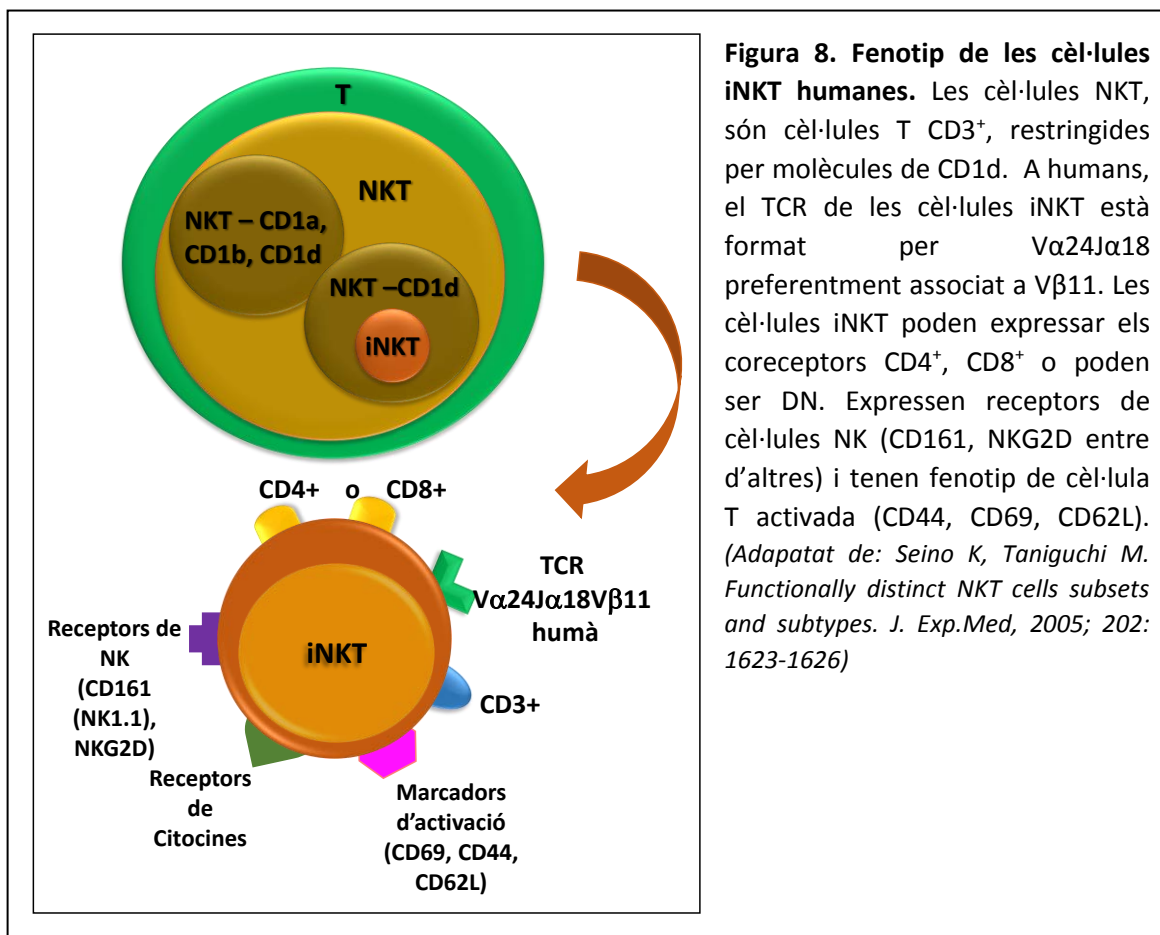 T
NKT
NKT – CD1a,
CD1b, CD1d
NKT –CD1d
iNKT
CD4+ o CD8+
TCR
Vα24Jα18Vβ11
humà
Receptors de
NK
(CD161
(NK1.1),
NKG2D)
iNKT
CD3+
Receptors
de
Citocines
Marcadors
d’activació
(CD69, CD44,
CD62L)
Figura 8. Fenotip de les cèl·lules
iNKT humanes. Les cèl·lules NKT,
són cèl·lules T CD3⁺, restringides
per molècules de CD1d. A humans,
el TCR de les cèl·lules iNKT està
format per Vα24Jα18
preferentment associat a Vβ11. Les
cèl·lules iNKT poden expressar els
coreceptors CD4⁺, CD8⁺ o poden
ser DN. Expressen receptors de
cèl·lules NK (CD161, NKG2D entre
d’altres) i tenen fenotip de cèl·lula
T activada (CD44, CD69, CD62L).
(Adapatat de: Seino K, Taniguchi M.
Functionally distinct NKT cells subsets
and subtypes. J. Exp.Med, 2005; 202:
1623-1626)